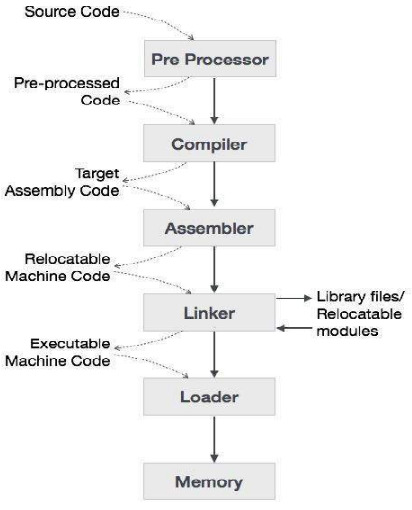 Source Code
Pre Processor
Pre-processed
Code
Compiler
Target
Assembly Code
Assembler
Relocatable
Machine Code
Linker
Library files/
Relocatable
modules
Executable
Machine Code
Loader
Memory